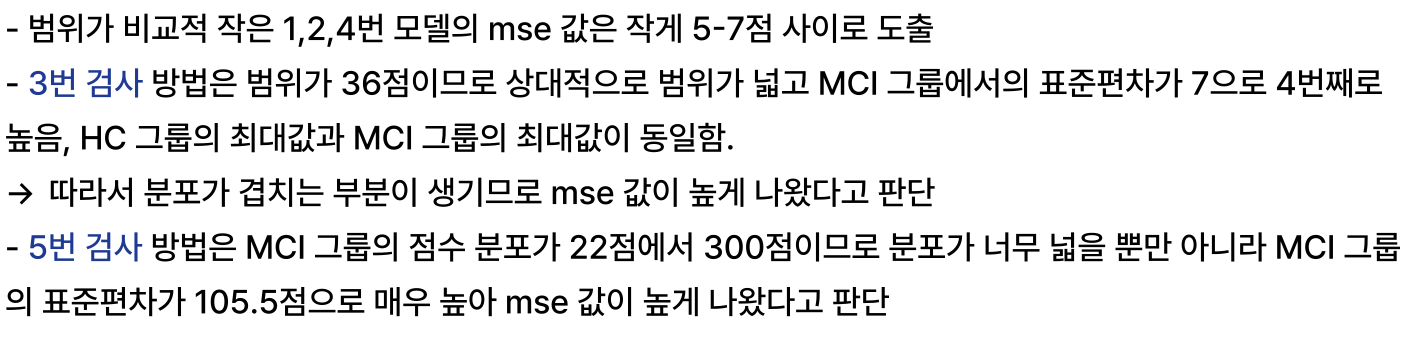 - 범위가 비교적 작은 1,2,4번 모델의 mse 값은 작게 5-7점 사이로 도출
- 3번 검사 방법은 범위가 36점이므로 상대적으로 범위가 넓고 MCI 그룹에서의 표준편차가 7으로 4번째로
높음, HC 그룹의 최대값과 MCI 그룹의 최대값이 동일함.
→ 따라서 분포가 겹치는 부분이 생기므로 mse 값이 높게 나왔다고 판단
- 5번 검사 방법은 MCI 그룹의 점수 분포가 22점에서 300점이므로 분포가 너무 넓을 뿐만 아니라 MCI 그룹
의 표준편차가 105.5점으로 매우 높아 mse 값이 높게 나왔다고 판단